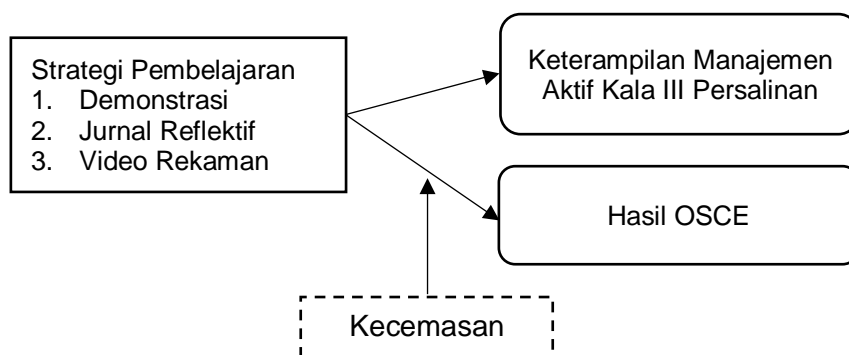 Strategi Pembelajaran
1. Demonstrasi
2. Jurnal Reflektif
3. Video Rekaman
Keterampilan Manajemen
Aktif Kala III Persalinan
Hasil OSCE
Kecemasan